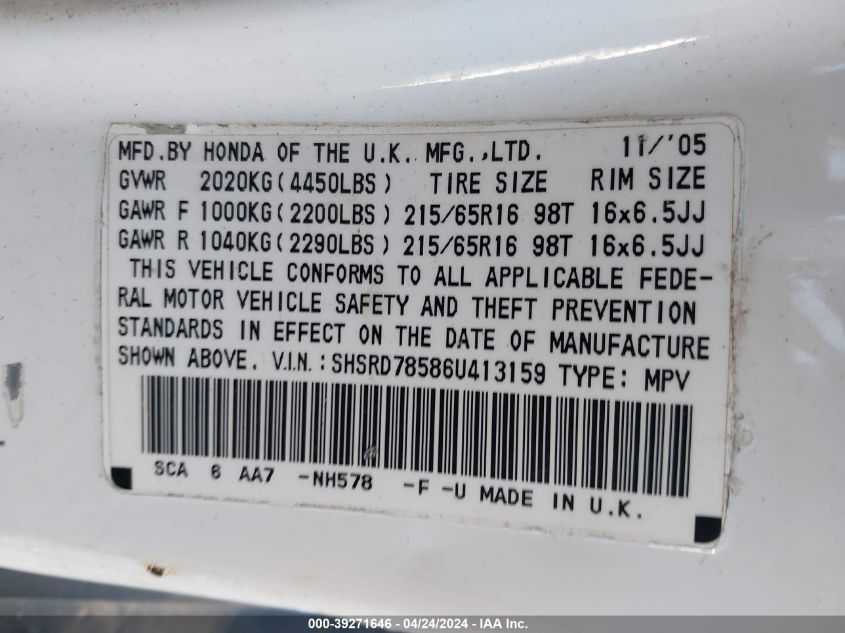 MFD.BY HONDA OF THE U.K. MFG.,LTD. 11/'05
GVWR 2020KG(4450LBS) TIRE SIZE RIM SIZE
GAWR F 1000KG(2200LBS) 215/65R16 98T 16x6.5JJ
GAWR R 1040KG(2290LBS) 215/65R16 98T 16x6.5JJ
THIS VEHICLE CONFORMS TO ALL APPLICABLE FEDE-
RAL MOTOR VEHICLE SAFETY AND THEFT PREVENTION
STANDARDS IN EFFECT ON THE DATE OF MANUFACTURE
SHOWN ABOVE. V.I.N.:SHSRD78586U413159 TYPE: MPV
SCA 6 AA7 -NH578 -F -U MADE IN U.K.
000-39271646 - 04/24/2024 - IAA Inc.